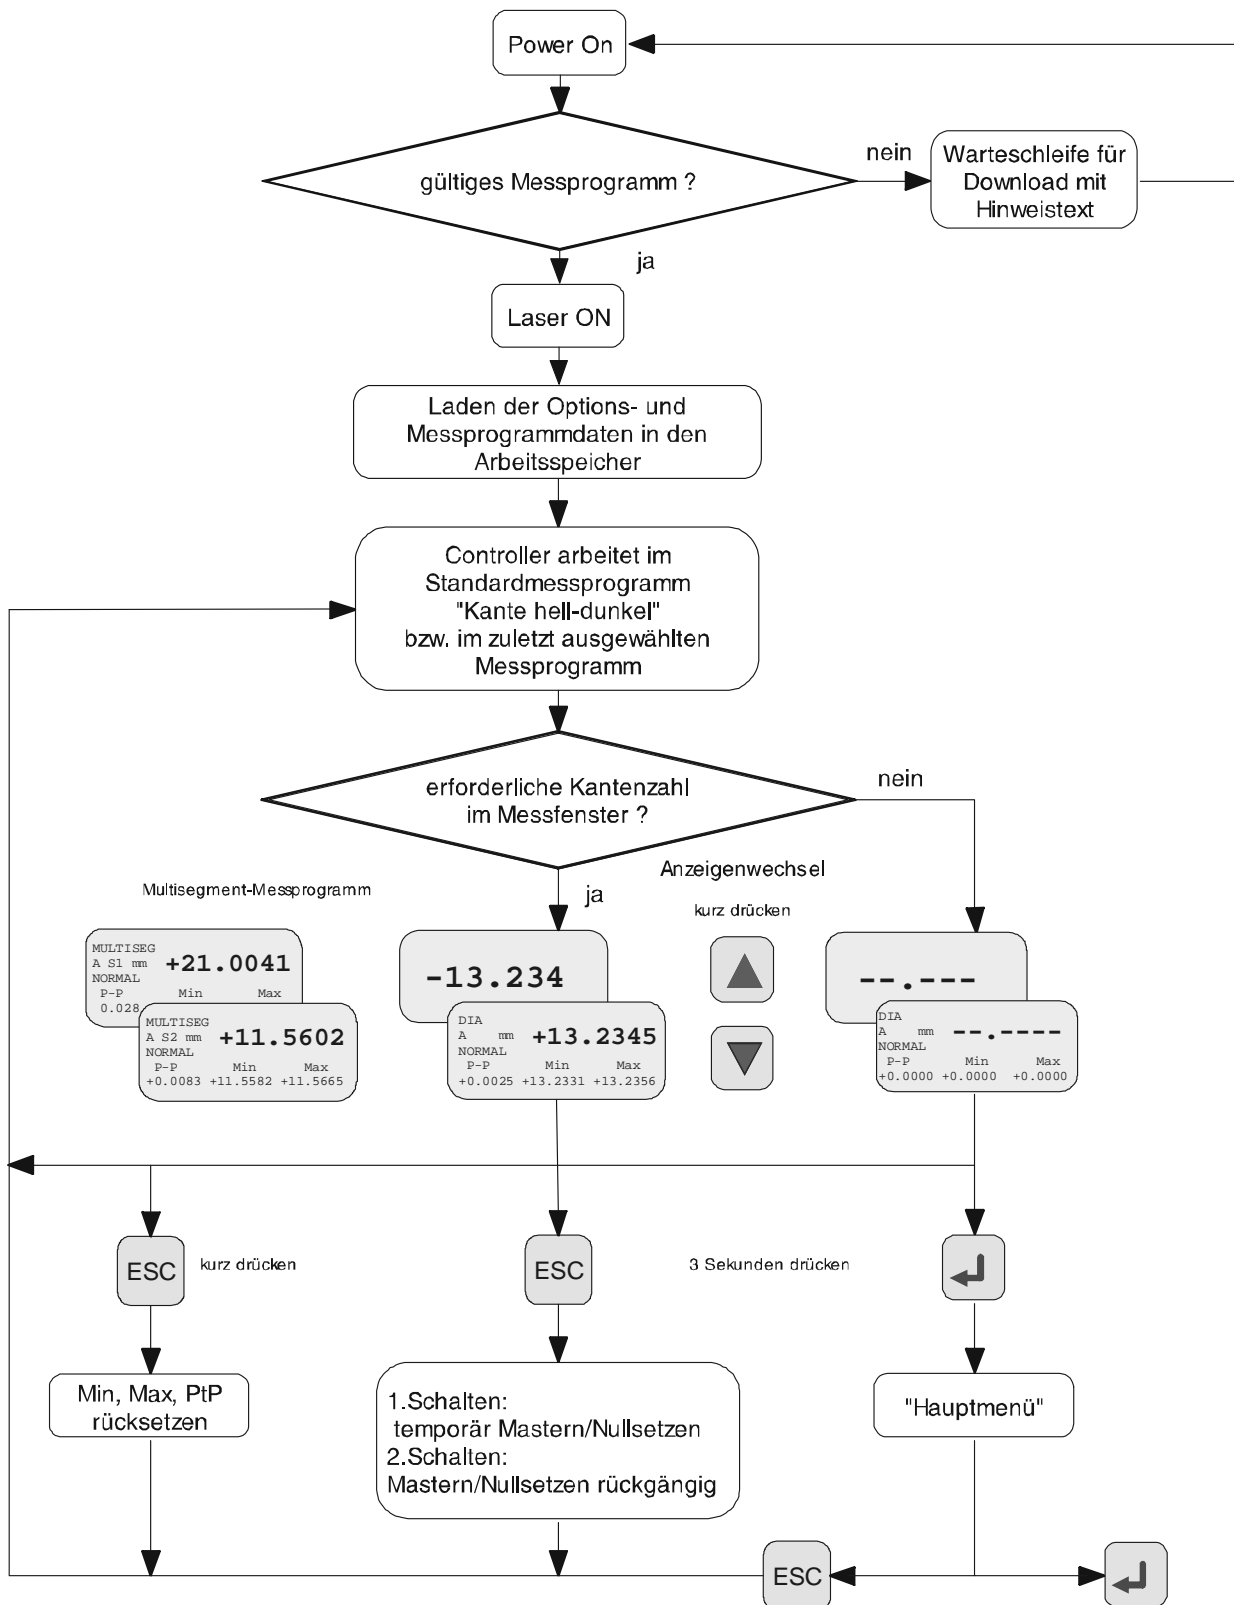 Power On
gültiges Messprogramm ?
nein
Warteschleife für
Download mit
Hinweistext
ja
Laser ON
Laden der Options- und
Messprogrammdaten in den
Arbeitsspeicher
Controller arbeitet im
Standardmessprogramm
"Kante hell-dunkel"
bzw. im zuletzt ausgewählten
Messprogramm
erforderliche Kantenzahl
im Messfenster ?
nein
ja
Multisegment-Messprogramm
Anzeigenwechsel
kurz drücken
MULTISEG
A S1 mm +21.0041
NORMAL
P-P Min Max
0.028
MULTISEG
A S2 mm +11.5602
NORMAL
P-P Min Max
+0.0083 +11.5582 +11.5665
-13.234
DIA
A mm +13.2345
NORMAL
P-P Min Max
+0.0025 +13.2331 +13.2356
--.---
DIA
A mm --.----
NORMAL
P-P Min Max
+0.0000 +0.0000 +0.0000
ESC
kurz drücken
ESC
3 Sekunden drücken
Min, Max, PtP
rücksetzen
1.Schalten:
temporär Mastern/Nullsetzen
2.Schalten:
Mastern/Nullsetzen rückgängig
"Hauptmenü"
ESC